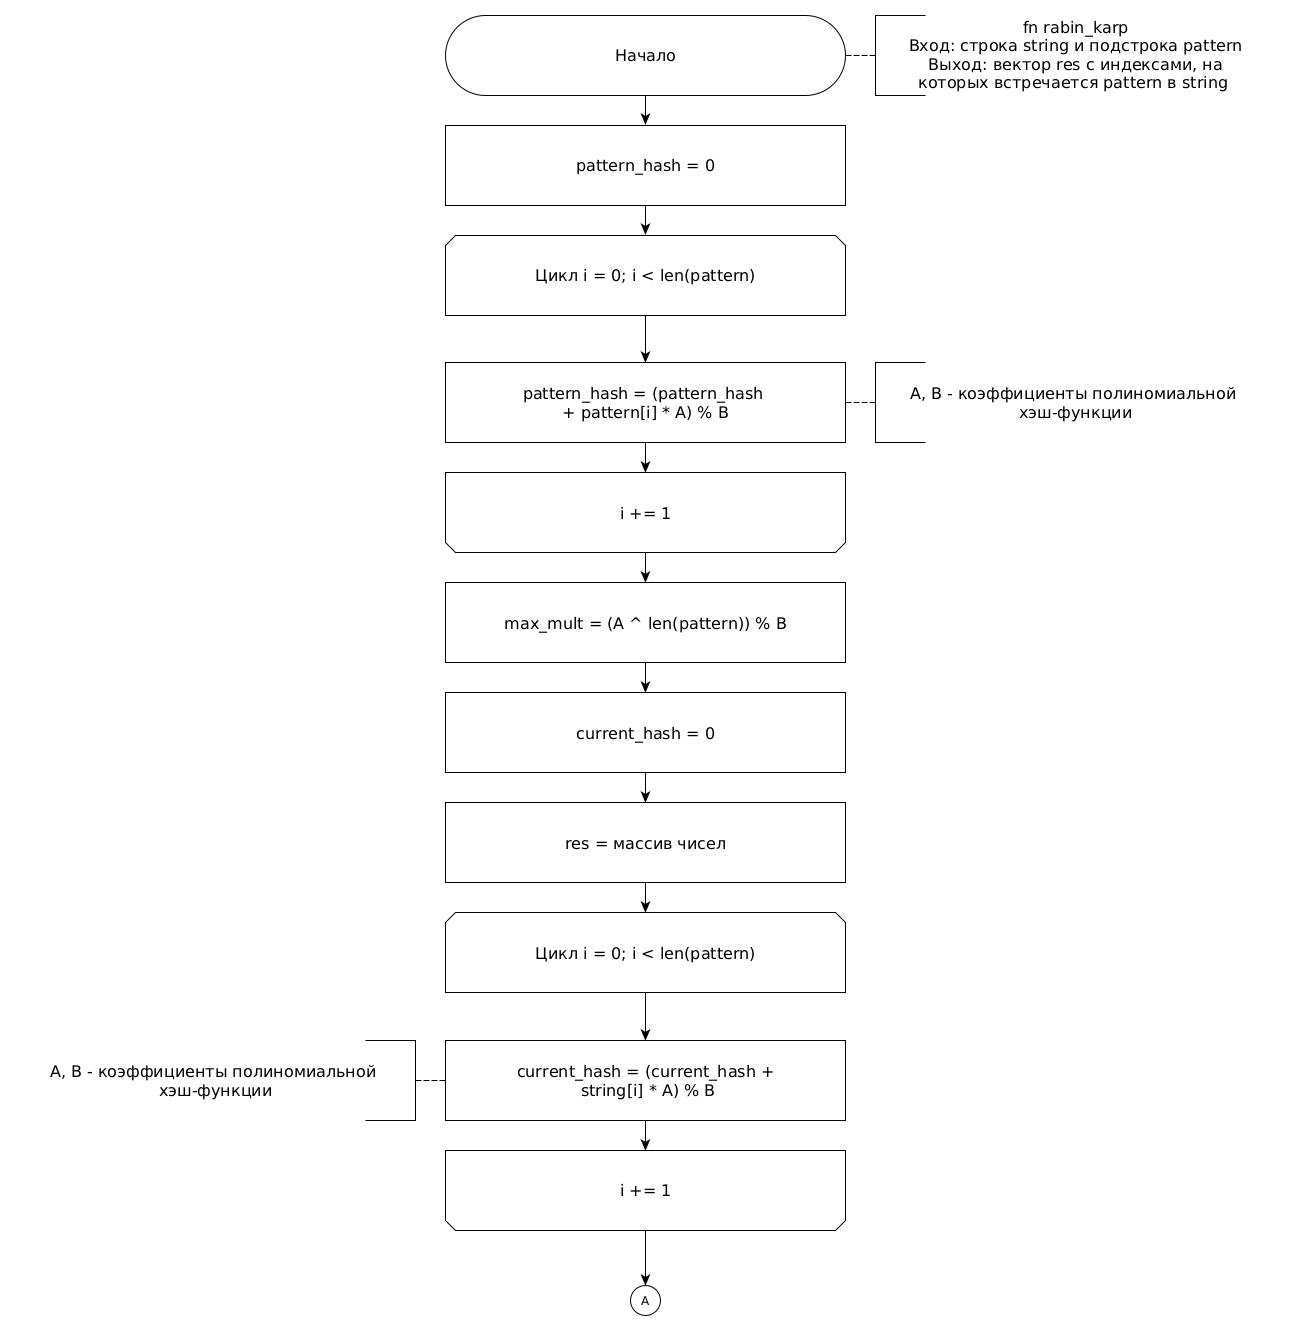 Начало
fn rabin_karp
Вход: строка string и подстрока pattern
Выход: вектор res с индексами, на
которых встречается pattern в string
pattern_hash = 0
Цикл i = 0; i < len(pattern)
pattern_hash = (pattern_hash
+ pattern[i] * A) % B
A, B - коэффициенты полиномиальной
хэш-функции
i += 1
max_mult = (A ^ len(pattern)) % B
current_hash = 0
res = массив чисел
Цикл i = 0; i < len(pattern)
A, B - коэффициенты полиномиальной
хэш-функции
current_hash = (current_hash +
string[i] * A) % B
i += 1
A